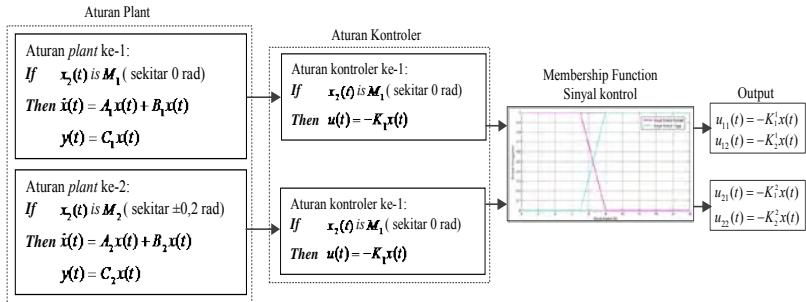 Aturan Plant
Aturan plant ke-1:
If x₂(t) is M₁ ( sekitar 0 rad)
Then ẋ(t) = A₁x(t) + B₁x(t)
y(t) = C₁x(t)
Aturan plant ke-2:
If x₂(t) is M₂ (sekitar ±0,2 rad)
Then ẋ(t) = A₂x(t) + B₂x(t)
y(t) = C₂x(t)
Aturan Kontroler
Aturan kontroler ke-1:
If x₂(t) is M₁ ( sekitar 0 rad)
Then u(t) = −K₁x(t)
Aturan kontroler ke-1:
If x₂(t) is M₁ ( sekitar 0 rad)
Then u(t) = −K₁x(t)
Membership Function
Sinyal kontrol
Output
u₁₁(t) = −K₁¹x(t)
u₁₂(t) = −K₂¹x(t)
u₂₁(t) = −K₁²x(t)
u₂₂(t) = −K₂²x(t)